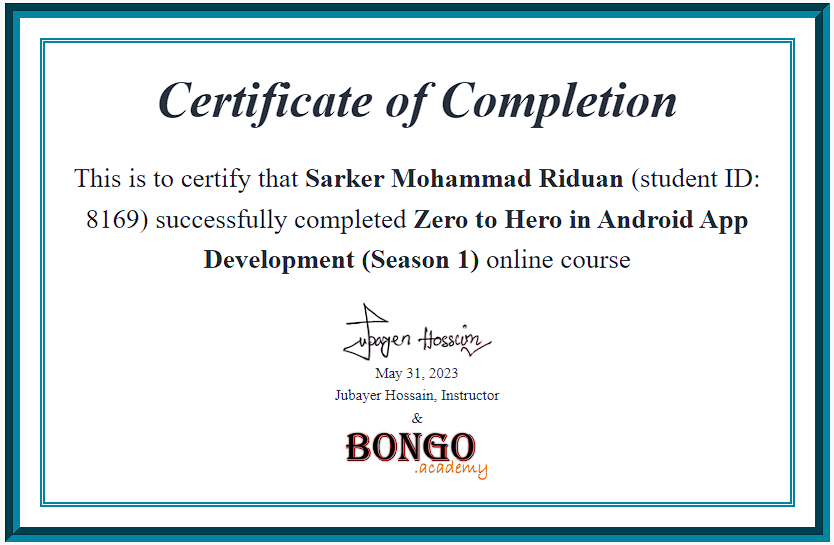 Certificate of Completion
This is to certify that Sarker Mohammad Riduan (student ID:
8169) successfully completed Zero to Hero in Android App
Development (Season 1) online course
Jubayer Hossain
May 31, 2023
Jubayer Hossain, Instructor
&
BONGO
.academy